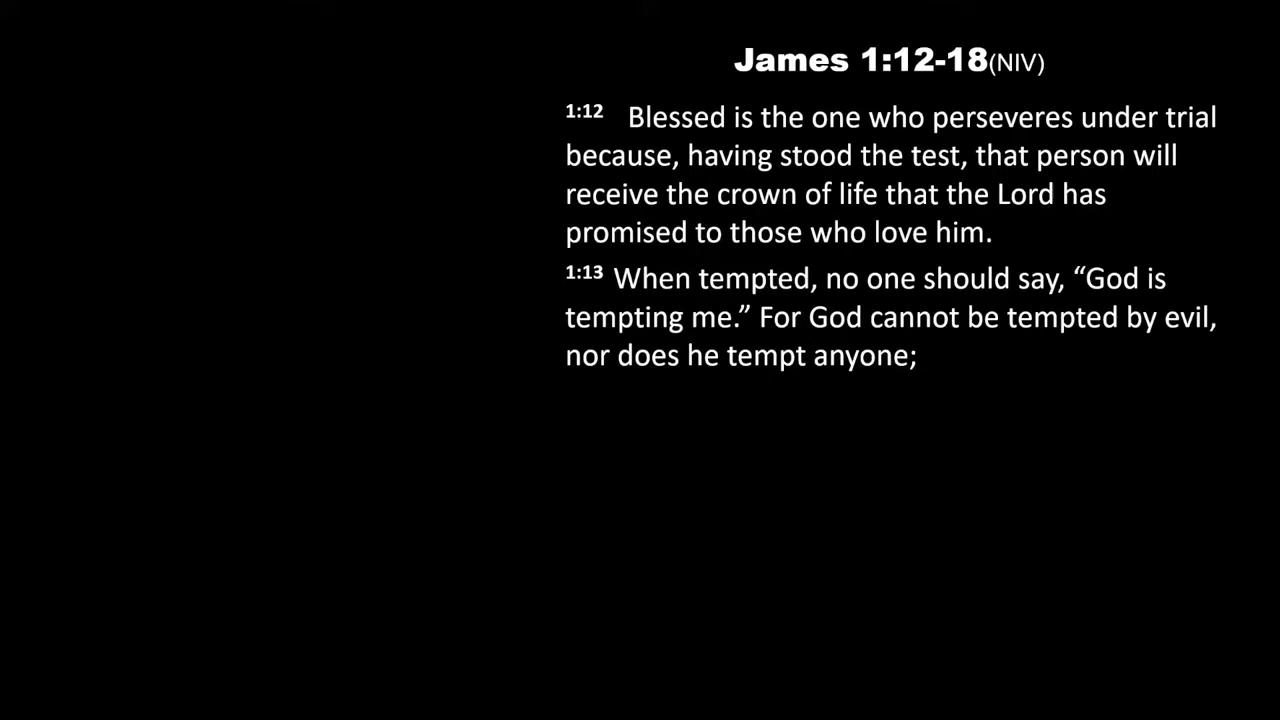 James 1:12-18(NIV)
1:12 Blessed is the one who perseveres under trial
because, having stood the test, that person will
receive the crown of life that the Lord has
promised to those who love him.
1:13 When tempted, no one should say, “God is
tempting me.” For God cannot be tempted by evil,
nor does he tempt anyone;